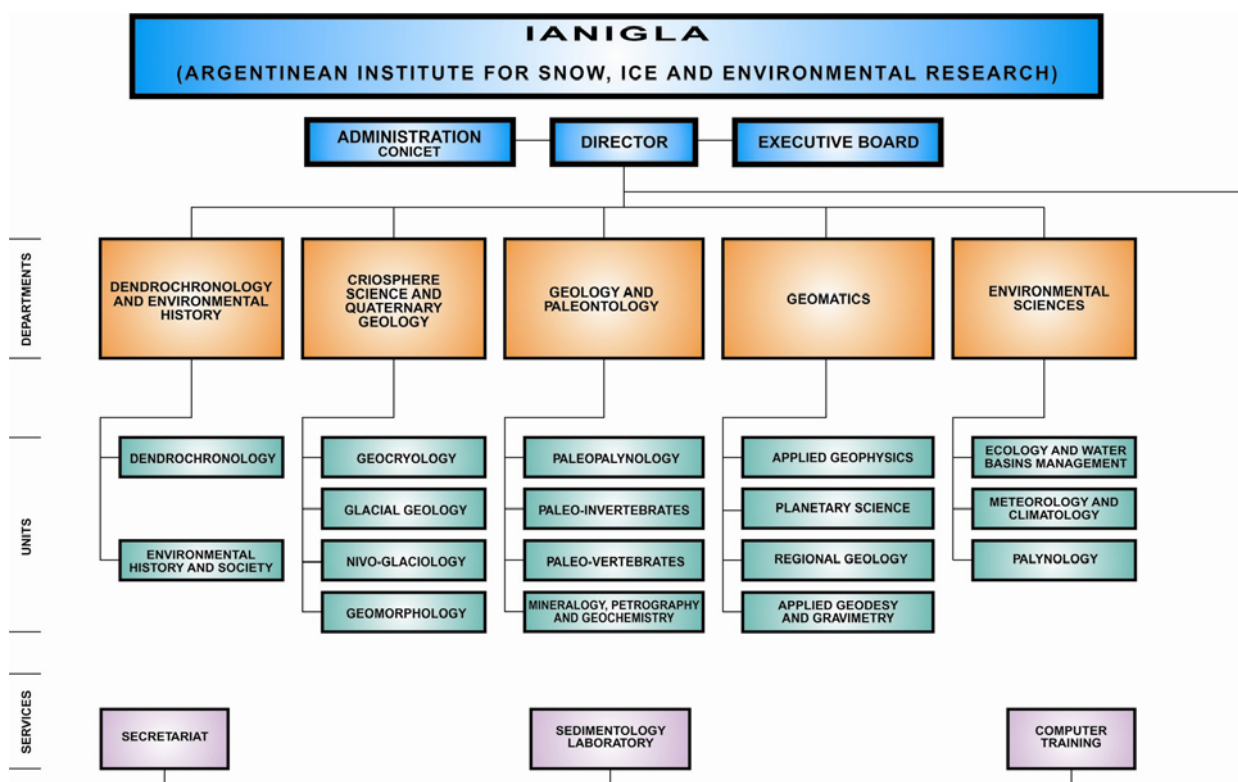 IANIGLA
(ARGENTINEAN INSTITUTE FOR SNOW, ICE AND ENVIRONMENTAL RESEARCH)
ADMINISTRATION
CONICET
DIRECTOR
EXECUTIVE BOARD
DEPARTMENTS
DENDROCHRONOLOGY
AND ENVIRONMENTAL
HISTORY
CRIOSPHERE
SCIENCE AND
QUATERNARY
GEOLOGY
GEOLOGY AND
PALEONTOLOGY
GEOMATICS
ENVIRONMENTAL
SCIENCES
UNITS
DENDROCHRONOLOGY
ENVIRONMENTAL
HISTORY AND SOCIETY
GEOCRYOLOGY
GLACIAL GEOLOGY
NIVO-GLACIOLOGY
GEOMORPHOLOGY
PALEOPALYNOLOGY
PALEO-INVERTEBRATES
PALEO-VERTEBRATES
MINERALOGY, PETROGRAPHY
AND GEOCHEMISTRY
APPLIED GEOPHYSICS
PLANETARY SCIENCE
REGIONAL GEOLOGY
APPLIED GEODESY
AND GRAVIMETRY
ECOLOGY AND WATER
BASINS MANAGEMENT
METEOROLOGY AND
CLIMATOLOGY
PALYNOLOGY
SERVICES
SECRETARIAT
SEDIMENTOLOGY
LABORATORY
COMPUTER
TRAINING